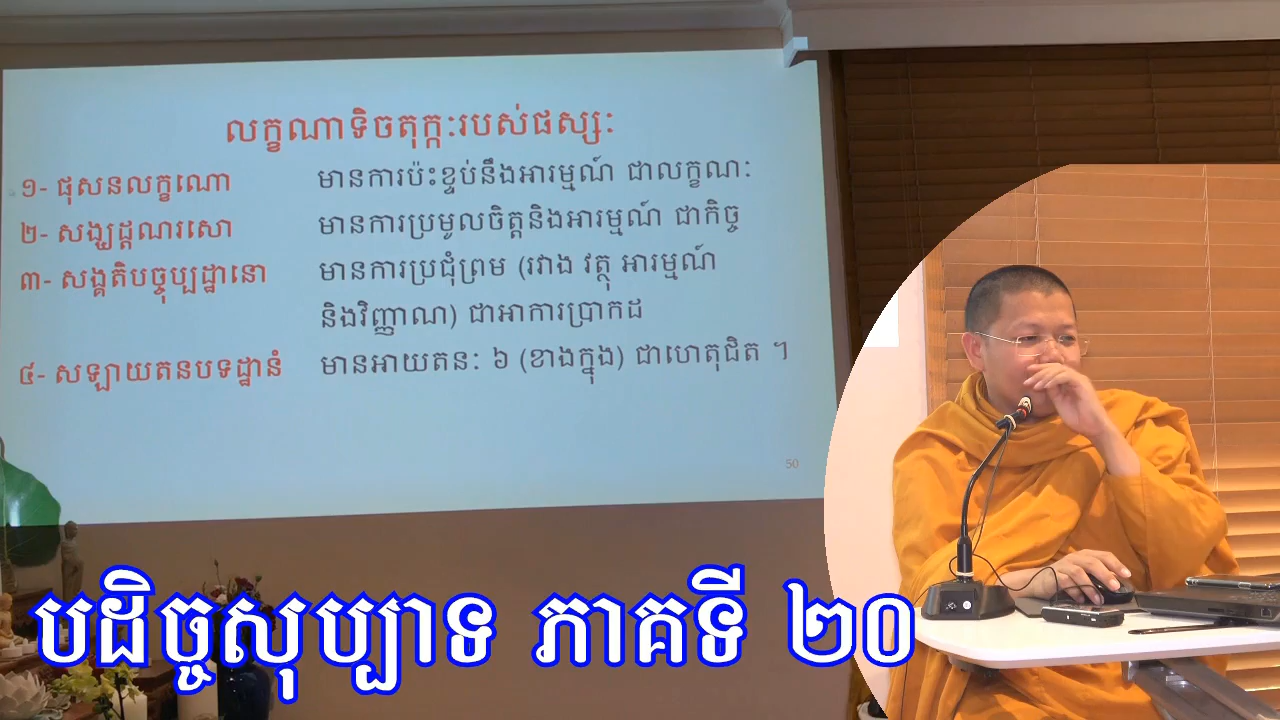 លក្ខណាទិចតុក្កៈរបស់ផស្សៈ
១- ផុសនលក្ខណោ មានការប៉ះខ្ទប់នឹងអារម្មណ៍ ជាលក្ខណៈ
២- សង្ឃដ្តណរសោ មានការប្រមូលចិត្តនិងអារម្មណ៍ ជាកិច្ច
៣- សង្គតិបច្ចុប្បដ្ឋានោ មានការប្រជុំព្រម (រវាង វត្ថុ អារម្មណ៍
និងវិញ្ញាណ) ជាអាការប្រាកដ
៤- សឡាយតនបទដ្ឋានំ មានអាយតនៈ ៦ (ខាងក្នុង) ជាហេតុជិត ។
50
បដិច្ចសុប្បាទ ភាគទី ២០